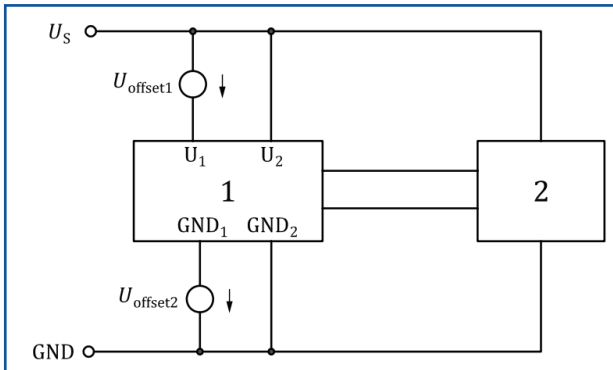 U_S
U_offset1
U_1 U_2
1 2
GND_1 GND_2
U_offset2
GND